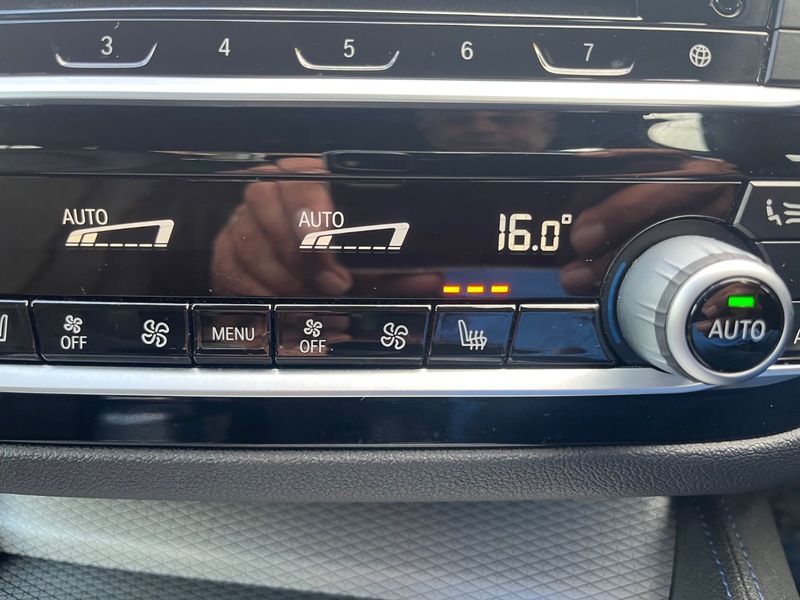 3 4 5 6 7
AUTO AUTO 16.0°
OFF MENU OFF AUTO